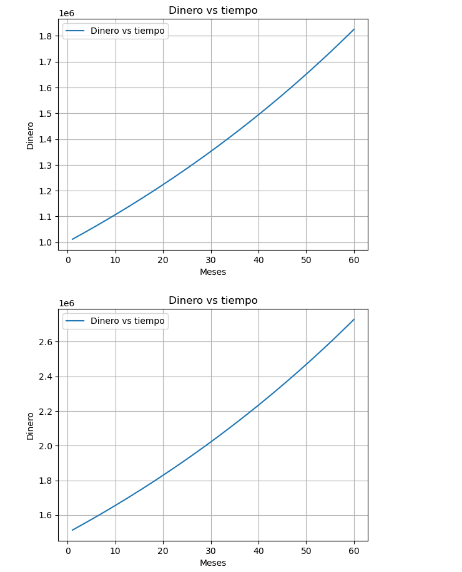 Dinero vs tiempo
1e6
Dinero vs tiempo
1.8
1.7
1.6
1.5
1.4
1.3
1.2
1.1
1.0
Dinero
0 10 20 30 40 50 60
Meses
Dinero vs tiempo
1e6
Dinero vs tiempo
2.6
2.4
2.2
2.0
1.8
1.6
Dinero
0 10 20 30 40 50 60
Meses